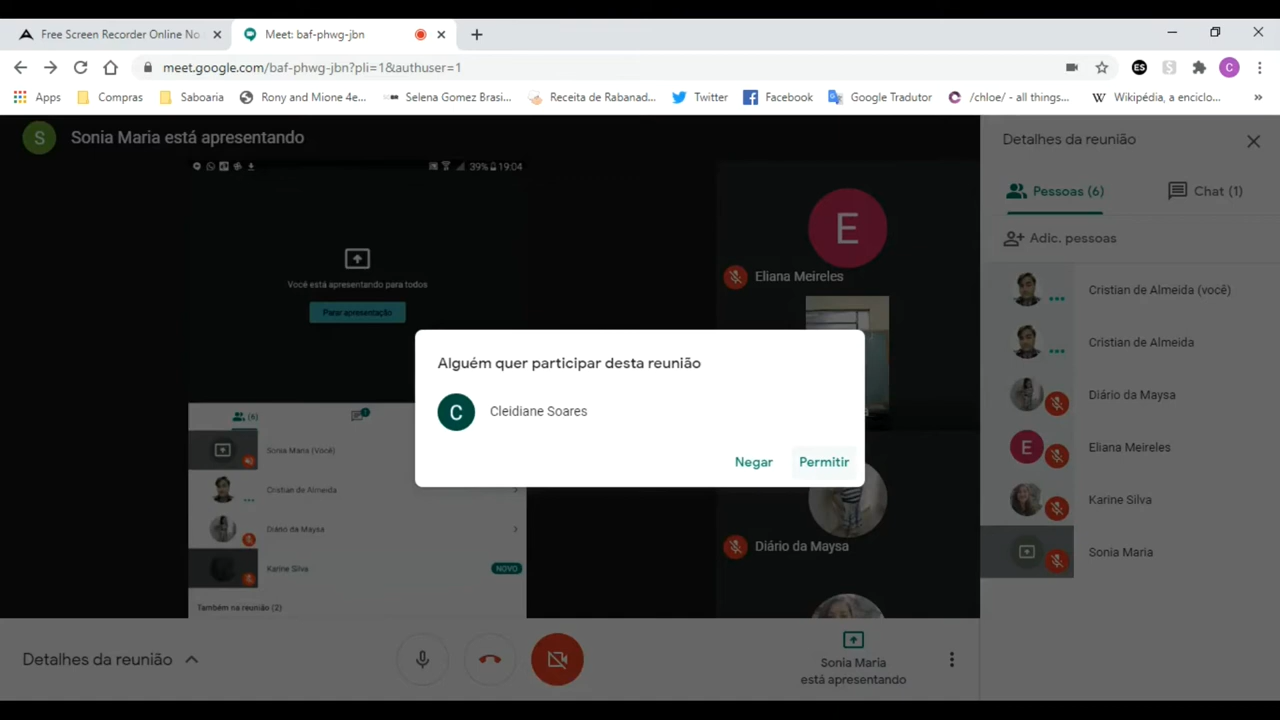 Free Screen Recorder Online No
Meet: baf-phwg-jbn
meet.google.com/baf-phwg-jbn?pli=1&authuser=1
ES
S
C
Apps
Compras
Saboaria
Rony and Mione 4e...
Selena Gomez Brasi...
Receita de Rabanad...
Twitter
Facebook
Google Tradutor
/chloe/ - all things...
W Wikipédia, a enciclo...
»
S
Sonia Maria está apresentando
39% 19:04
Você está apresentando para todos
Parar apresentação
(6)
Sonia Maria (Você)
Cristian de Almeida
Diário da Maysa
Karine Silva
NOVO
Também na reunião (2)
E
Eliana Meireles
Diário da Maysa
Alguém quer participar desta reunião
C
Cleidiane Soares
Negar
Permitir
Detalhes da reunião
Pessoas (6)
Chat (1)
Adic. pessoas
Cristian de Almeida (você)
Cristian de Almeida
Diário da Maysa
E
Eliana Meireles
Karine Silva
Sonia Maria
Detalhes da reunião
Sonia Maria
está apresentando